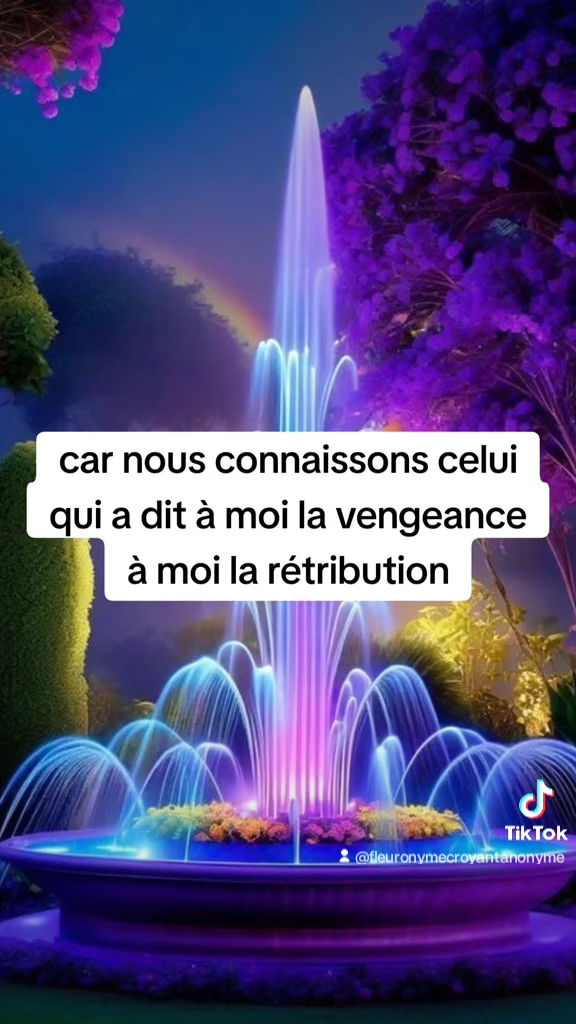 car nous connaissons celui
qui a dit à moi la vengeance
à moi la rétribution
TikTok
@fleuronymecroyantanonyme